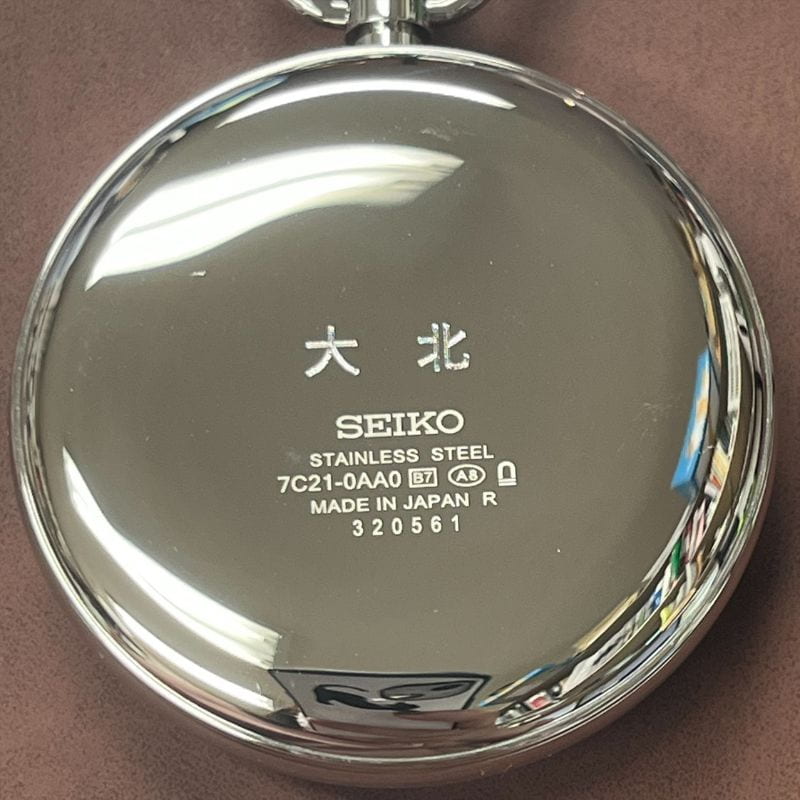 大 北
SEIKO
STAINLESS STEEL
7C21-0AA0 B7 A8
MADE IN JAPAN R
320561